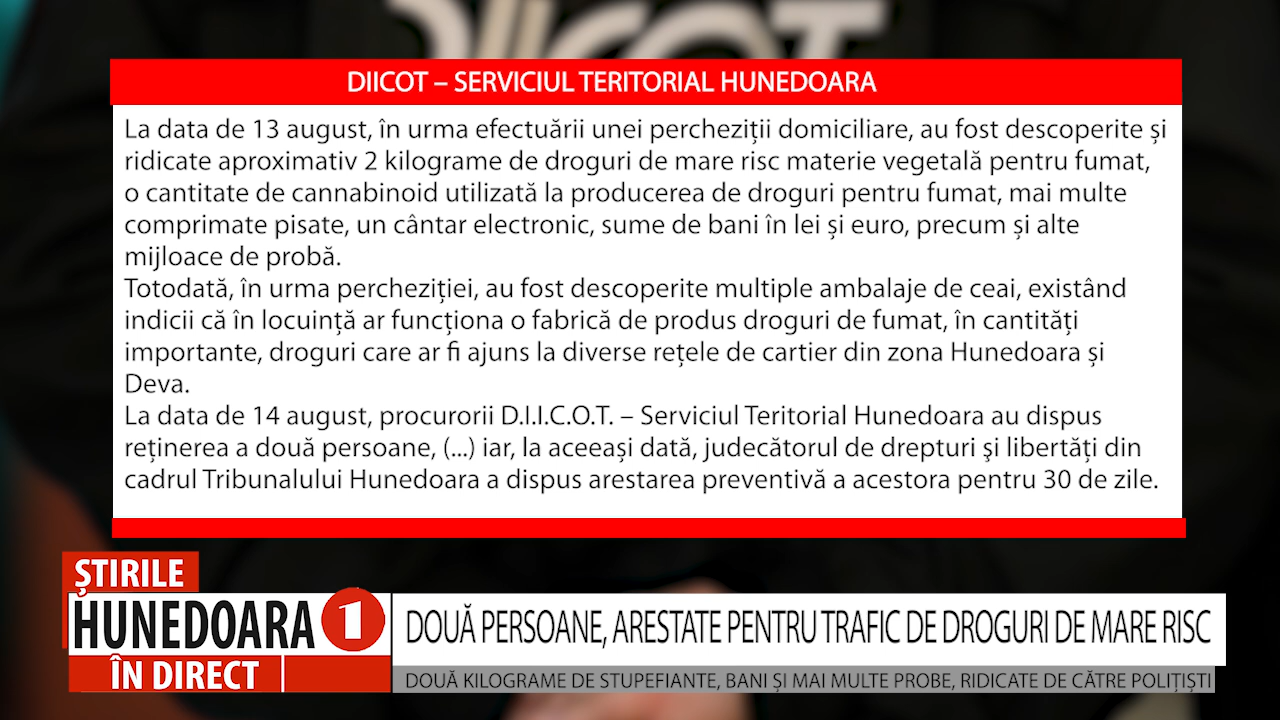 DIICOT
DIICOT – SERVICIUL TERITORIAL HUNEDOARA
La data de 13 august, în urma efectuării unei percheziții domiciliare, au fost descoperite și
ridicate aproximativ 2 kilograme de droguri de mare risc materie vegetală pentru fumat,
o cantitate de cannabinoid utilizată la producerea de droguri pentru fumat, mai multe
comprimate pisate, un cântar electronic, sume de bani în lei și euro, precum și alte
mijloace de probă.
Totodată, în urma percheziției, au fost descoperite multiple ambalaje de ceai, existând
indicii că în locuință ar funcționa o fabrică de produs droguri de fumat, în cantități
importante, droguri care ar fi ajuns la diverse rețele de cartier din zona Hunedoara și
Deva.
La data de 14 august, procurorii D.I.I.C.O.T. – Serviciul Teritorial Hunedoara au dispus
reținerea a două persoane, (...) iar, la aceeași dată, judecătorul de drepturi şi libertăți din
cadrul Tribunalului Hunedoara a dispus arestarea preventivă a acestora pentru 30 de zile.
ȘTIRILE
HUNEDOARA 1
ÎN DIRECT
DOUĂ PERSOANE, ARESTATE PENTRU TRAFIC DE DROGURI DE MARE RISC
DOUĂ KILOGRAME DE STUPEFIANTE, BANI ȘI MAI MULTE PROBE, RIDICATE DE CĂTRE POLIȚIȘTI